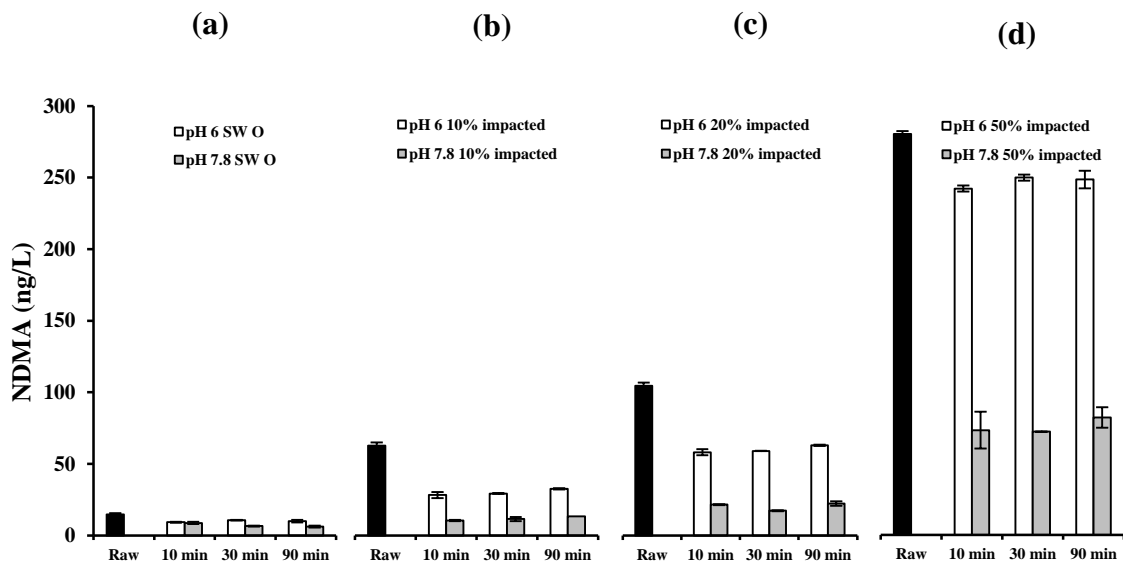 (a)
(b)
(c)
(d)
NDMA (ng/L)
300
250
200
150
100
50
0
pH 6 SW O
pH 7.8 SW O
pH 6 10% impacted
pH 7.8 10% impacted
pH 6 20% impacted
pH 7.8 20% impacted
pH 6 50% impacted
pH 7.8 50% impacted
Raw 10 min 30 min 90 min
Raw 10 min 30 min 90 min
Raw 10 min 30 min 90 min
Raw 10 min 30 min 90 min